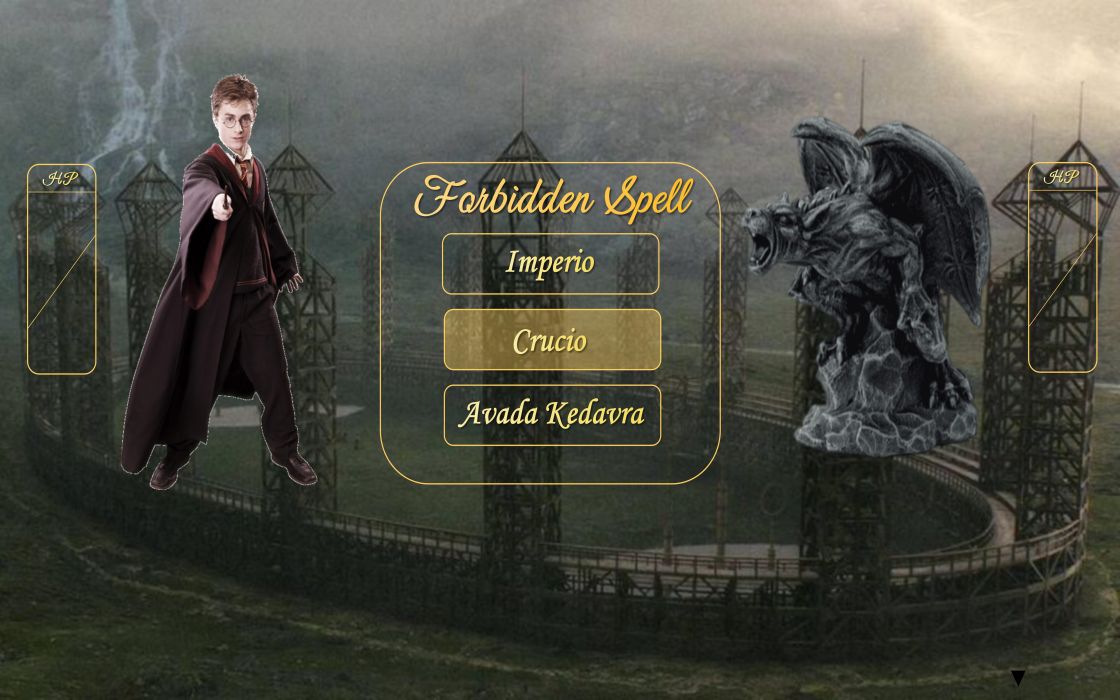 HP
Forbidden Spell
HP
Imperio
Crucio
Avada Kedavra